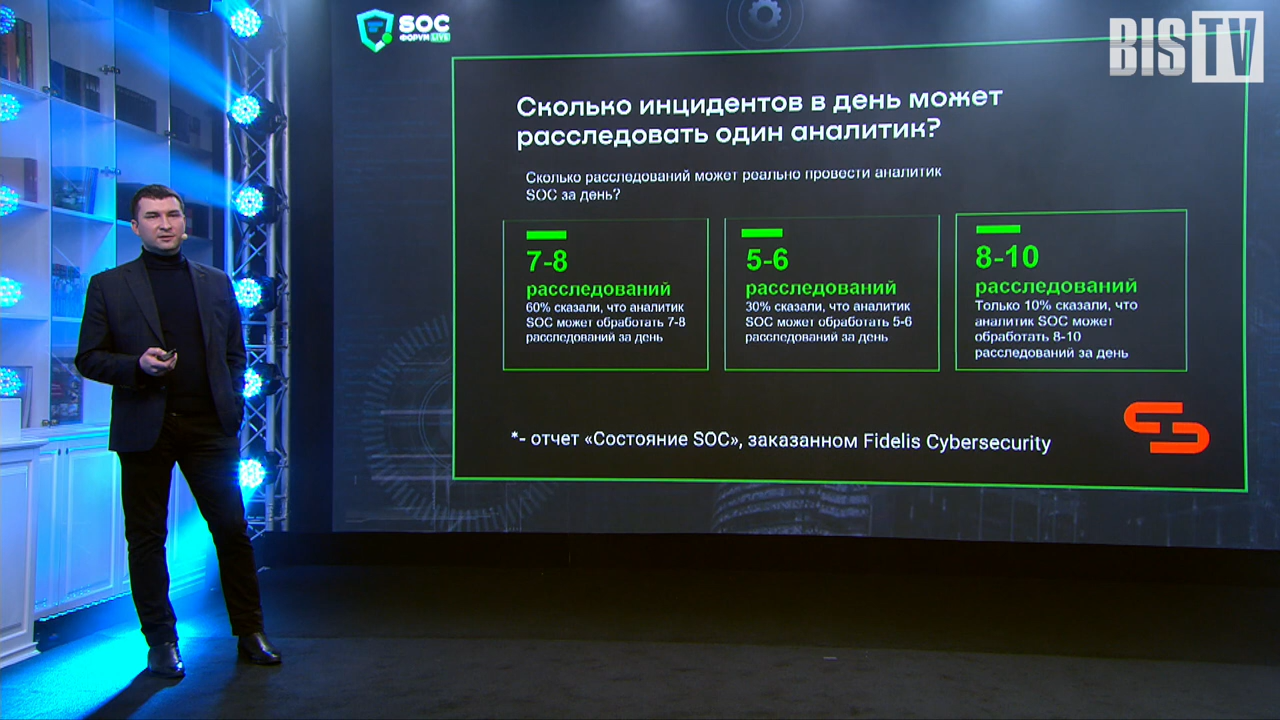 SOC
ФОРУМ LIVE
BIS TV
Сколько инцидентов в день может
расследовать один аналитик?
Сколько расследований может реально провести аналитик
SOC за день?
7-8
расследований
60% сказали, что аналитик
SOC может обработать 7-8
расследований за день
5-6
расследований
30% сказали, что аналитик
SOC может обработать 5-6
расследований за день
8-10
расследований
Только 10% сказали, что
аналитик SOC может
обработать 8-10
расследований за день
*- отчет «Состояние SOC», заказанном Fidelis Cybersecurity